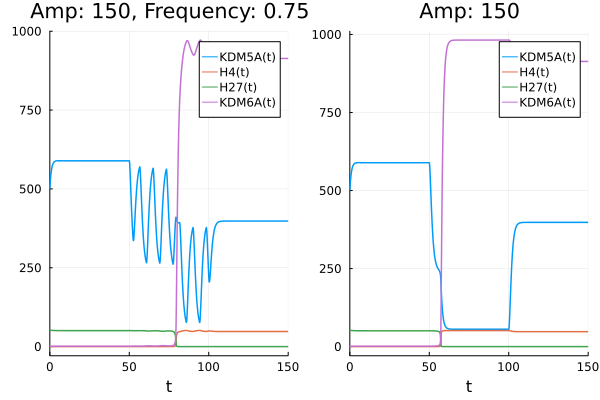 Amp: 150, Frequency: 0.75
1000
750
500
250
0
KDM5A(t)
H4(t)
H27(t)
KDM6A(t)
0 50 100 150
t
Amp: 150
1000
750
500
250
0
KDM5A(t)
H4(t)
H27(t)
KDM6A(t)
0 50 100 150
t